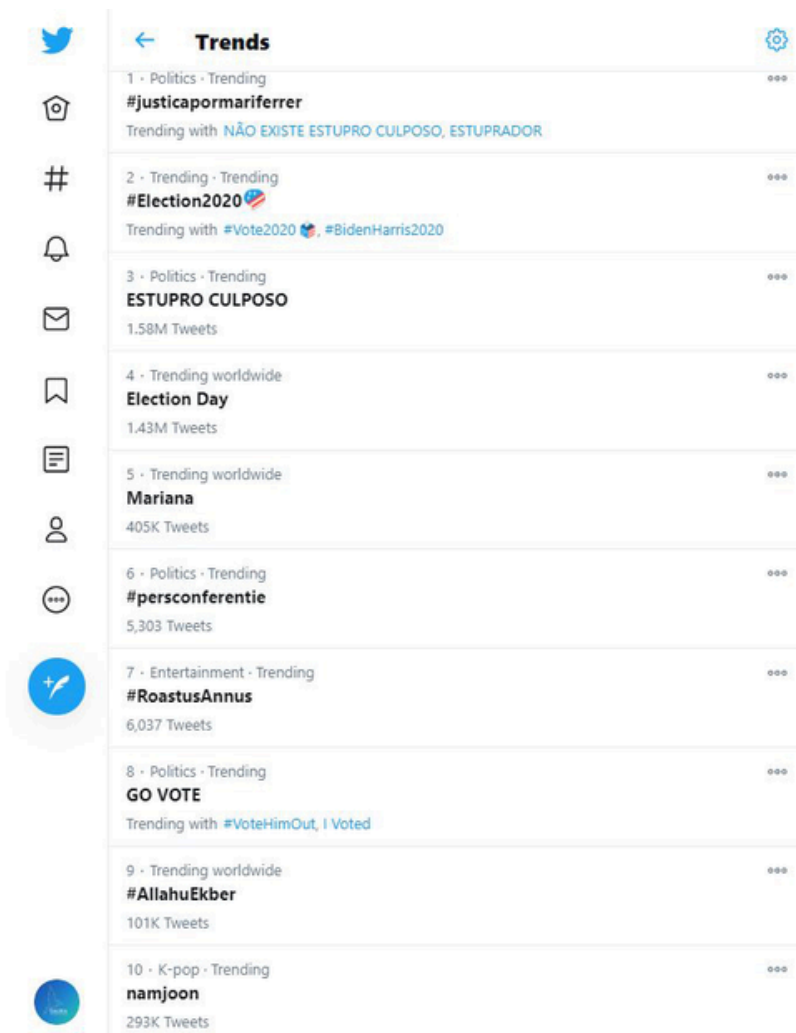 Trends
1 · Politics · Trending
#justicapormariferrer
Trending with NÃO EXISTE ESTUPRO CULPOSO, ESTUPRADOR
2 · Trending · Trending
#Election2020
Trending with #Vote2020, #BidenHarris2020
3 · Politics · Trending
ESTUPRO CULPOSO
1.58M Tweets
4 · Trending worldwide
Election Day
1.43M Tweets
5 · Trending worldwide
Mariana
405K Tweets
6 · Politics · Trending
#persconferentie
5,303 Tweets
7 · Entertainment · Trending
#RoastusAnnus
6,037 Tweets
8 · Politics · Trending
GO VOTE
Trending with #VoteHimOut, I Voted
9 · Trending worldwide
#AllahuEkber
101K Tweets
10 · K-pop · Trending
namjoon
293K Tweets